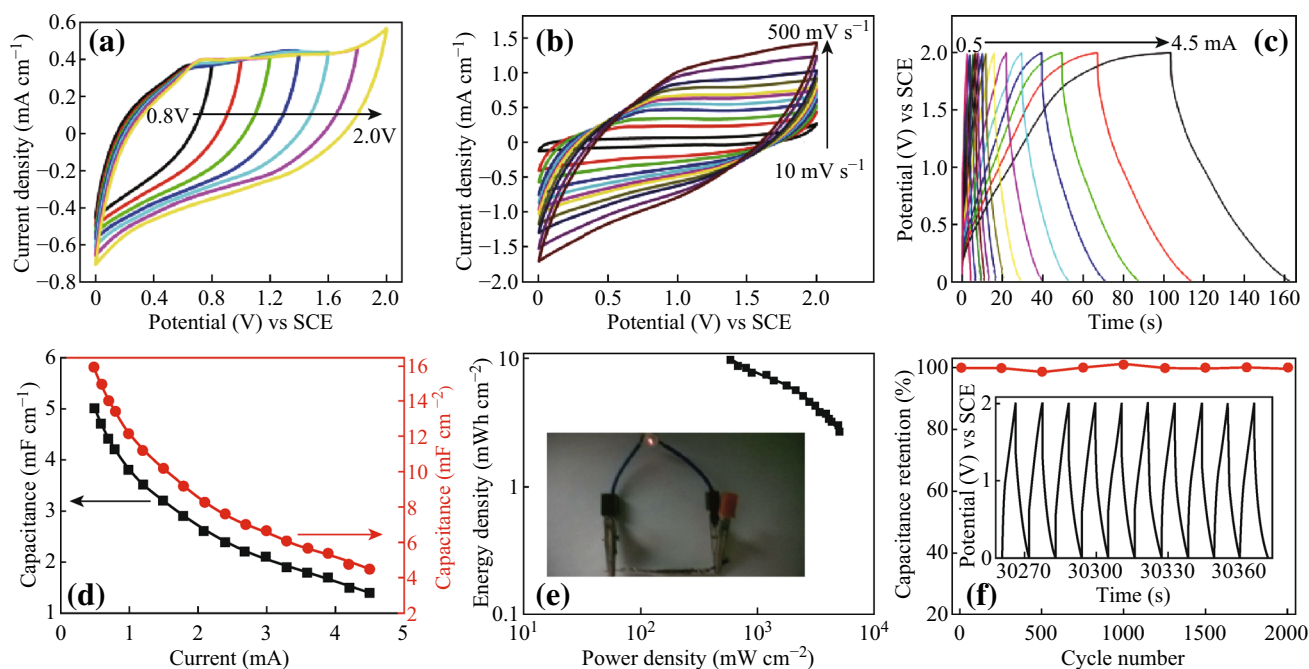 (a)
Current density (mA cm⁻¹)
0.6
0.4
0.2
0
−0.2
−0.4
−0.6
−0.8
0.8V
2.0V
0 0.4 0.8 1.2 1.6 2.0
Potential (V) vs SCE
(b)
Current density (mA cm⁻¹)
2.0
1.5
1.0
0.5
0
−0.5
−1.0
−1.5
−2.0
500 mV s⁻¹
10 mV s⁻¹
0 0.5 1.0 1.5 2.0
Potential (V) vs SCE
(c)
Potential (V) vs SCE
2.0
1.5
1.0
0.5
0
0.5
4.5 mA
0 20 40 60 80 100 120 140 160
Time (s)
(d)
Capacitance (mF cm⁻¹)
6
5
4
3
2
1
Capacitance (mF cm⁻²)
16
14
12
10
8
6
4
2
0 1 2 3 4 5
Current (mA)
(e)
Energy density (mWh cm⁻²)
10
1
0.1
10¹ 10² 10³ 10⁴
Power density (mW cm⁻²)
(f)
Capacitance retention (%)
100
80
60
40
20
Potential (V) vs SCE
2
1
0
30270 30300 30330 30360
Time (s)
0 500 1000 1500 2000
Cycle number